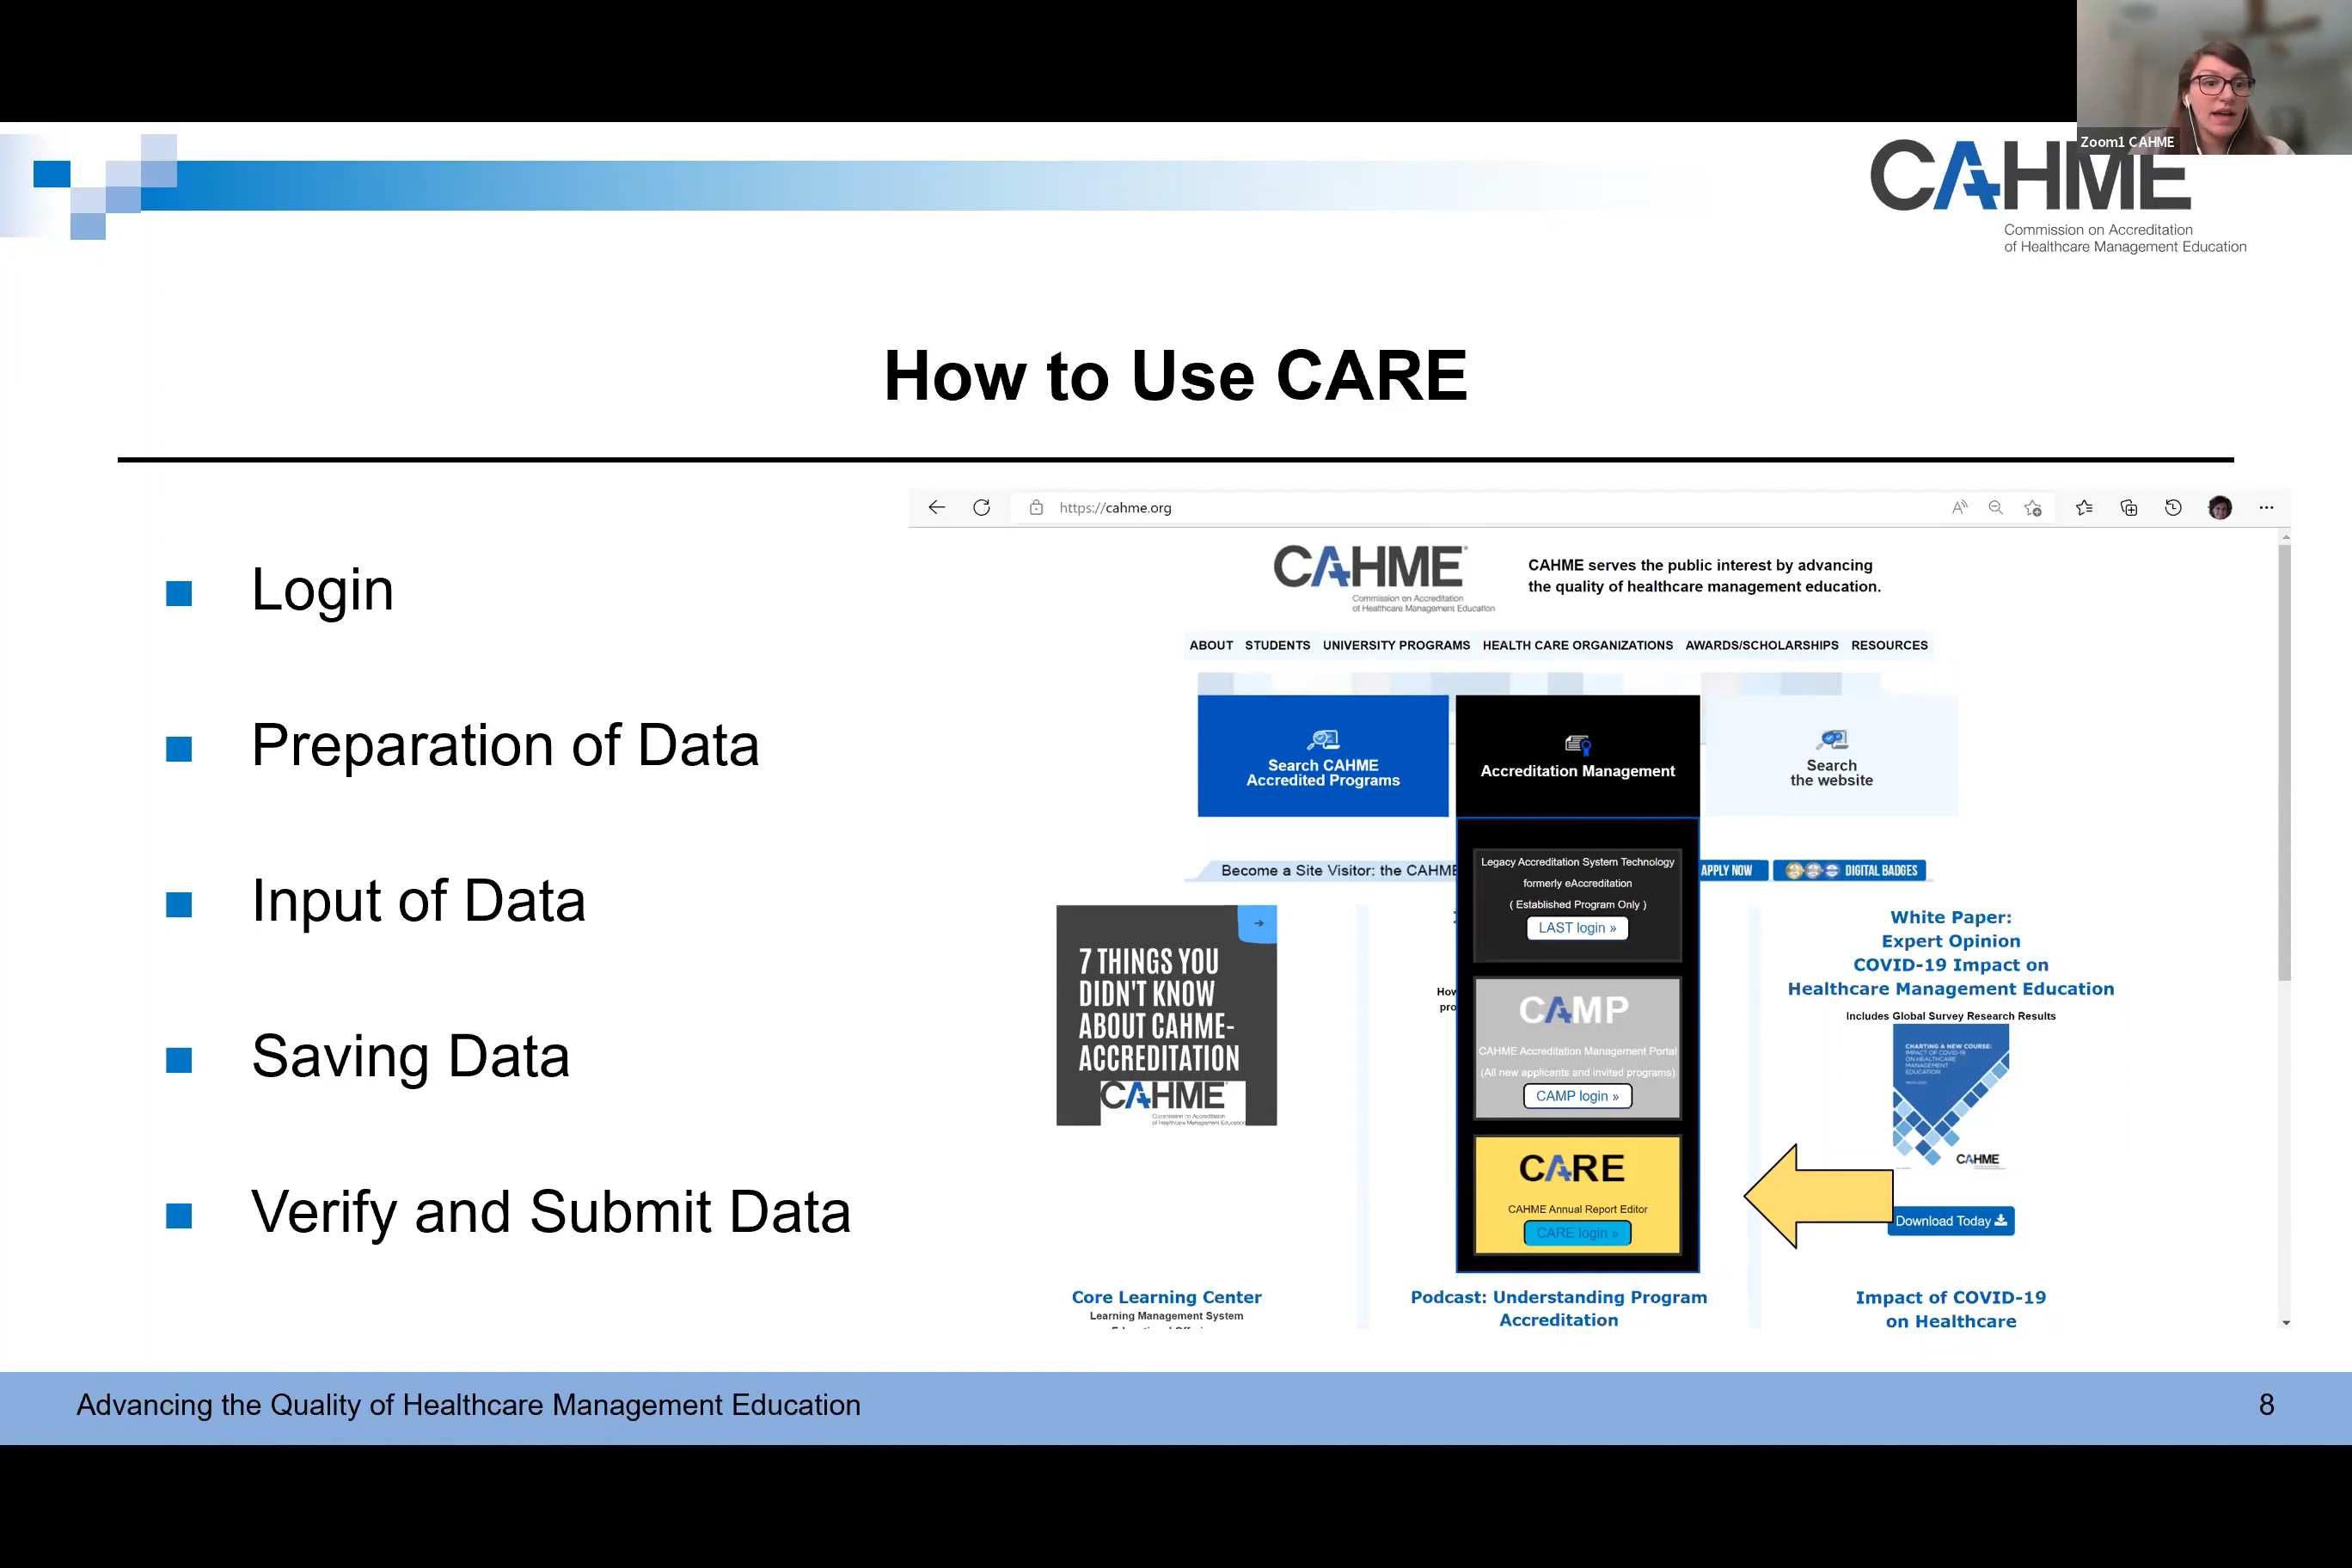 Zoom1 CAHME
CAHME
Commission on Accreditation
of Healthcare Management Education
How to Use CARE
Login
Preparation of Data
Input of Data
Saving Data
Verify and Submit Data
https://cahme.org
CAHME
Commission on Accreditation
of Healthcare Management Education
CAHME serves the public interest by advancing
the quality of healthcare management education.
ABOUT STUDENTS UNIVERSITY PROGRAMS HEALTH CARE ORGANIZATIONS AWARDS/SCHOLARSHIPS RESOURCES
Search CAHME
Accredited Programs
Accreditation Management
Search
the website
Become a Site Visitor: the CAHME
APPLY NOW
DIGITAL BADGES
Legacy Accreditation System Technology
formerly eAccreditation
( Established Program Only )
LAST login »
CAMP
CAHME Accreditation Management Portal
(All new applicants and invited programs)
CAMP login »
CARE
CAHME Annual Report Editor
CARE login »
7 THINGS YOU
DIDN'T KNOW
ABOUT CAHME-
ACCREDITATION
CAHME
Commission on Accreditation
of Healthcare Management Education
How
pro
White Paper:
Expert Opinion
COVID-19 Impact on
Healthcare Management Education
Includes Global Survey Research Results
CHARTING A NEW COURSE:
IMPACT OF COVID-19
ON HEALTHCARE
MANAGEMENT
EDUCATION
CAHME
Download Today
Core Learning Center
Learning Management System
Podcast: Understanding Program
Accreditation
Impact of COVID-19
on Healthcare
Advancing the Quality of Healthcare Management Education
8